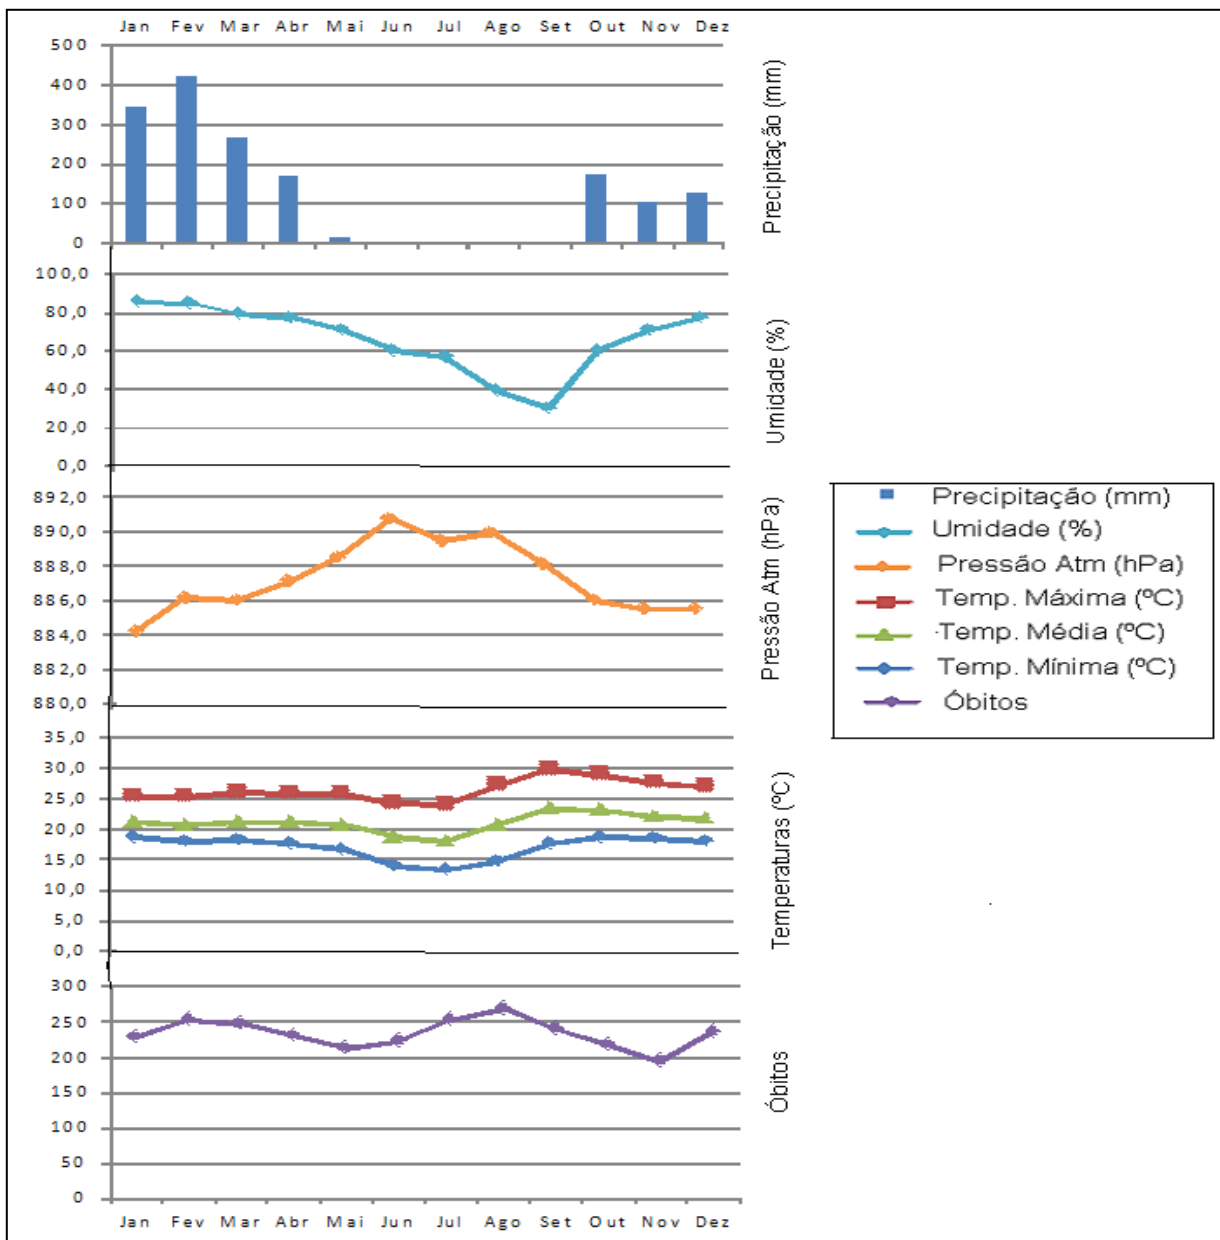 Jan Fev Mar Abr Mai Jun Jul Ago Set Out Nov Dez
500
400
300
200
100
0
Precipitação (mm)
100,0
80,0
60,0
40,0
20,0
0,0
Umidade (%)
892,0
890,0
888,0
886,0
884,0
882,0
880,0
Pressão Atm (hPa)
Precipitação (mm)
Umidade (%)
Pressão Atm (hPa)
Temp. Máxima (ºC)
Temp. Média (ºC)
Temp. Mínima (ºC)
Óbitos
35,0
30,0
25,0
20,0
15,0
10,0
5,0
0,0
Temperaturas (ºC)
300
250
200
150
100
50
0
Óbitos
Jan Fev Mar Abr Mai Jun Jul Ago Set Out Nov Dez